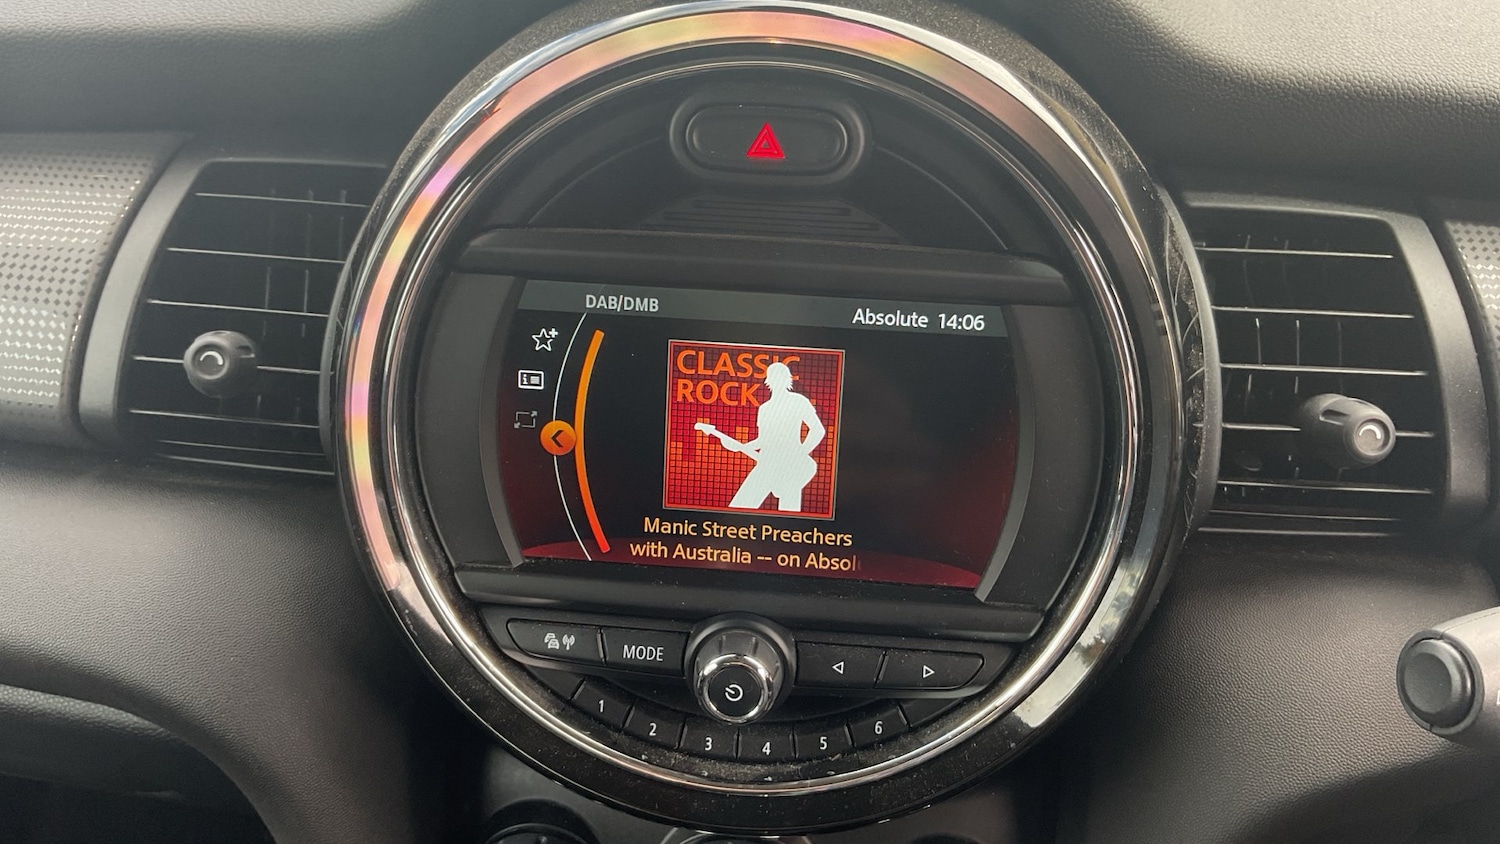 DAB/DMB
Absolute 14:06
CLASSIC
ROCK
Manic Street Preachers
with Australia -- on Absol
MODE
1
2
3
4
5
6